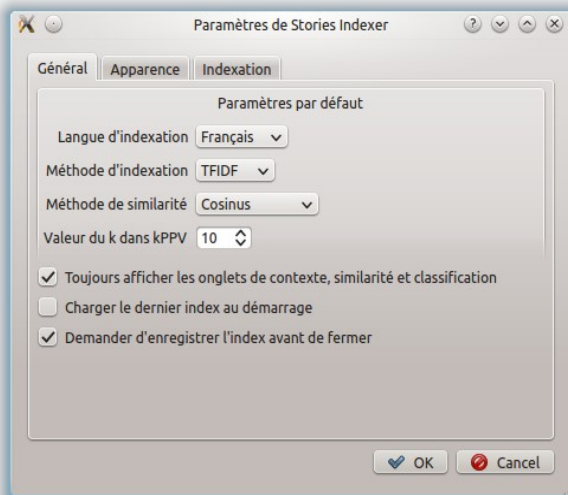 Paramètres de Stories Indexer
Général Apparence Indexation
Paramètres par défaut
Langue d'indexation Français
Méthode d'indexation TFIDF
Méthode de similarité Cosinus
Valeur du k dans kPPV 10
Toujours afficher les onglets de contexte, similarité et classification
Charger le dernier index au démarrage
Demander d'enregistrer l'index avant de fermer
OK Cancel